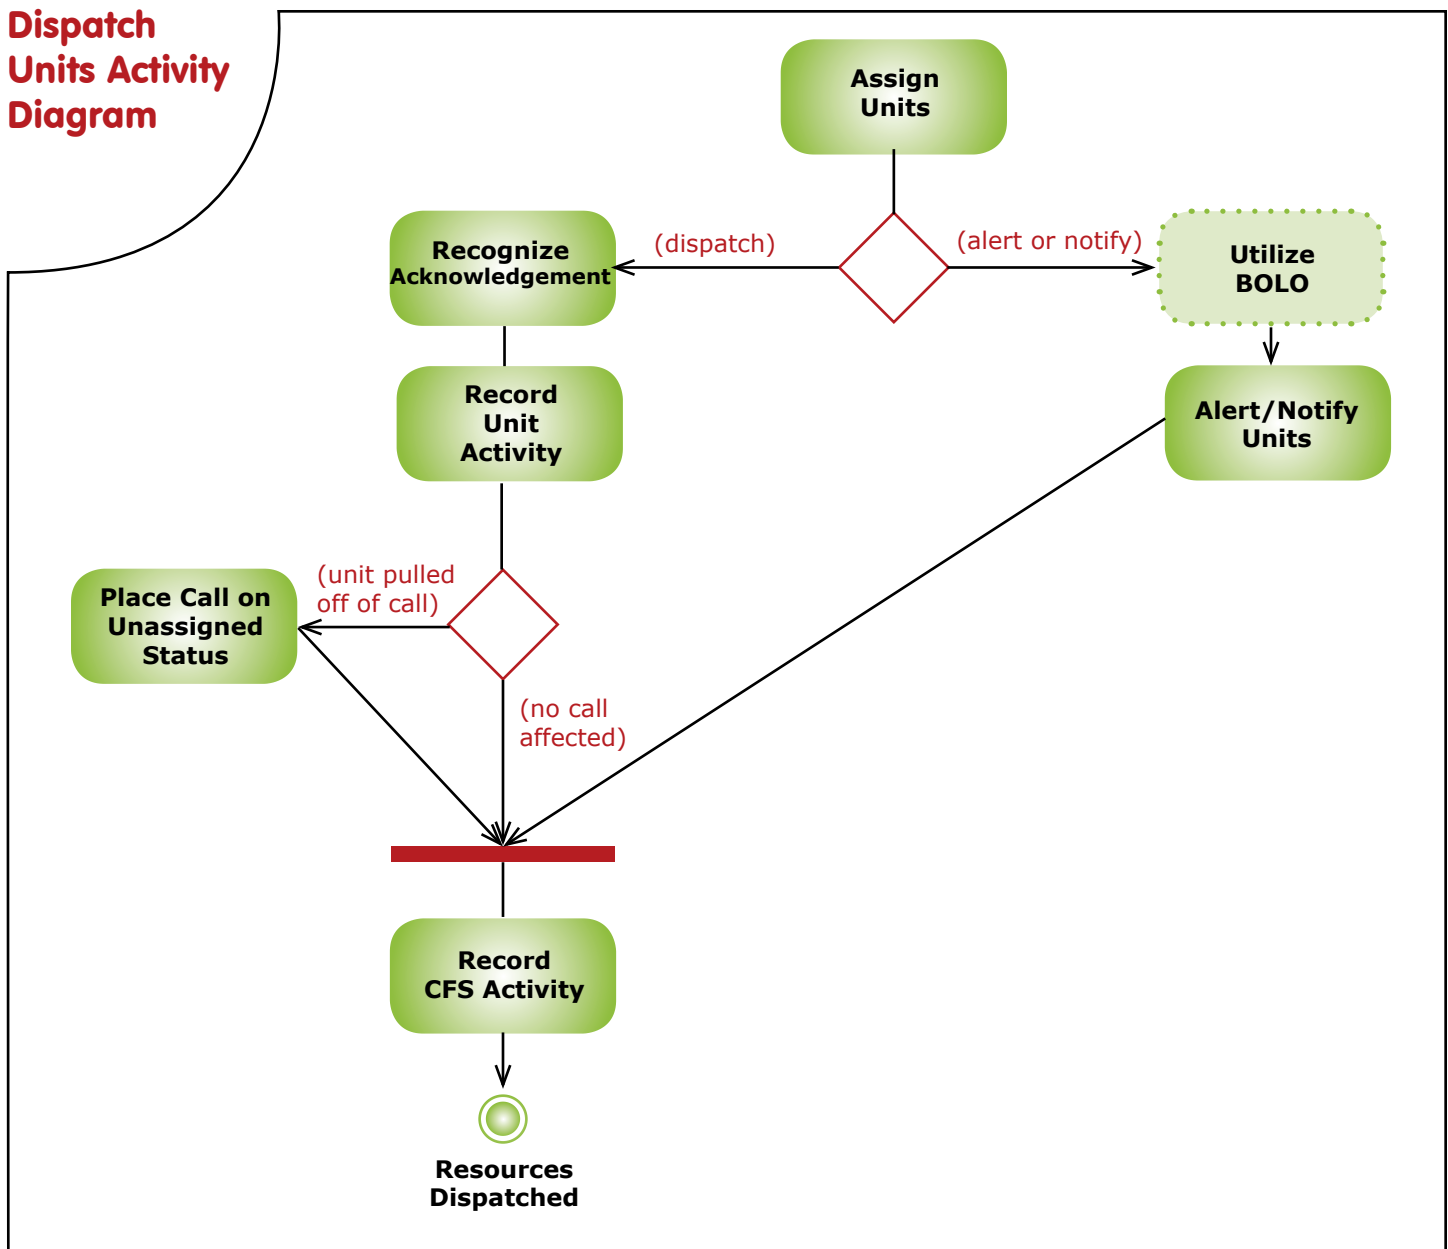 Dispatch
Units Activity
Diagram
Assign
Units
(dispatch)
(alert or notify)
Recognize
Acknowledgement
Utilize
BOLO
Record
Unit
Activity
Alert/Notify
Units
(unit pulled
off of call)
Place Call on
Unassigned
Status
(no call
affected)
Record
CFS Activity
Resources
Dispatched